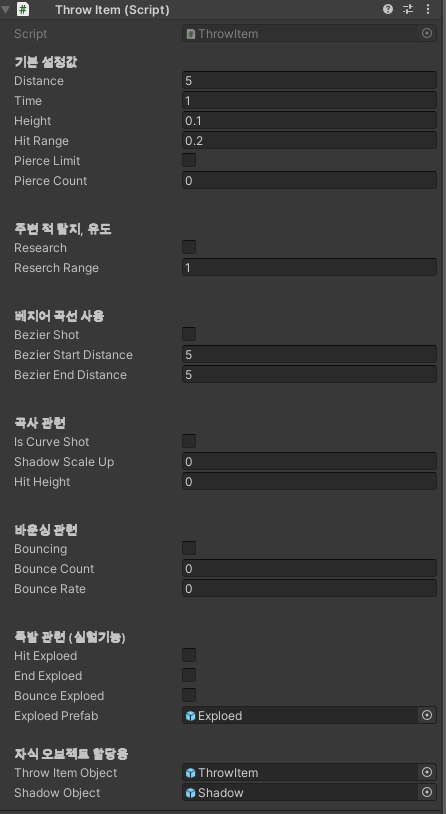 Throw Item (Script)
Script ThrowItem
기본 설정값
Distance 5
Time 1
Height 0.1
Hit Range 0.2
Pierce Limit
Pierce Count 0
주변 적 탐지, 유도
Research
Reserch Range 1
베지어 곡선 사용
Bezier Shot
Bezier Start Distance 5
Bezier End Distance 5
곡사 관련
Is Curve Shot
Shadow Scale Up 0
Hit Height 0
바운싱 관련
Bouncing
Bounce Count 0
Bounce Rate 0
폭발 관련 (실험기능)
Hit Exploed
End Exploed
Bounce Exploed
Exploed Prefab Exploed
자식 오브젝트 할당용
Throw Item Object ThrowItem
Shadow Object Shadow